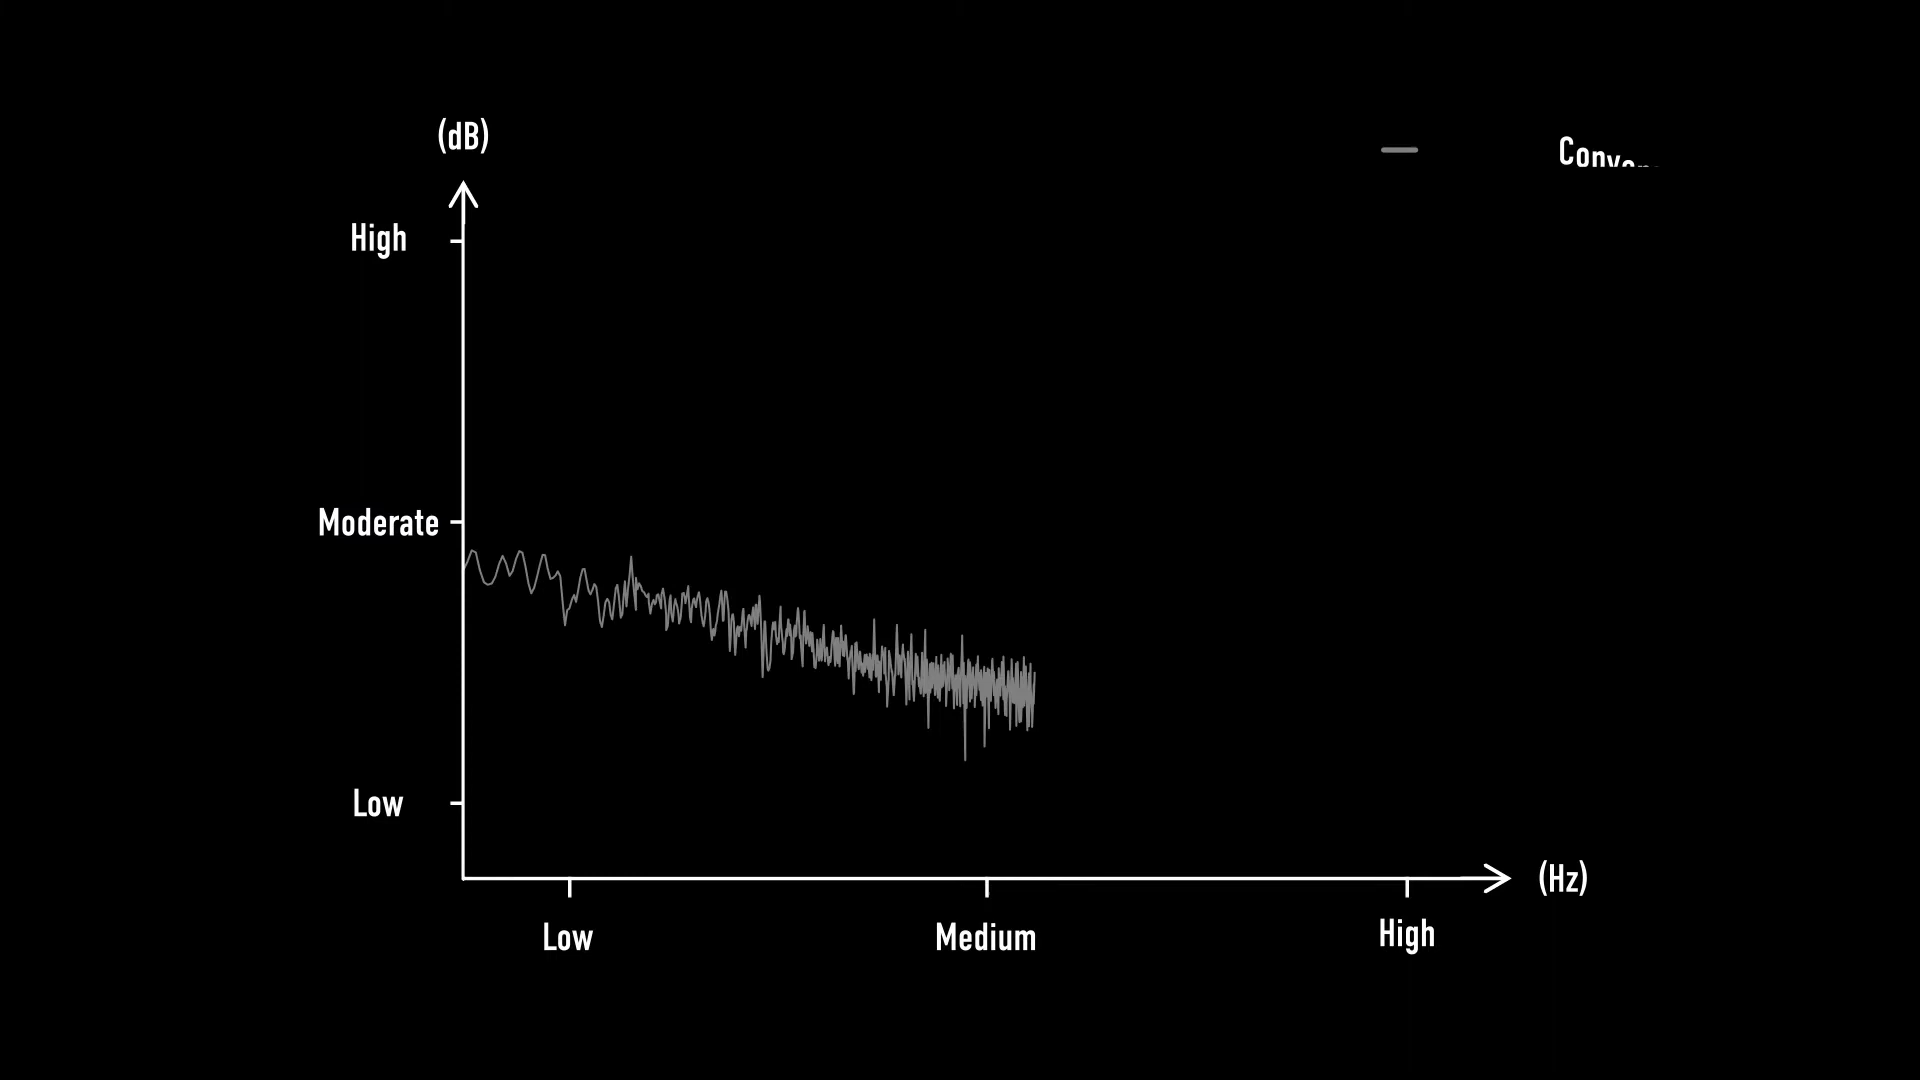 (dB)
High
Moderate
Low
(Hz)
Low Medium High